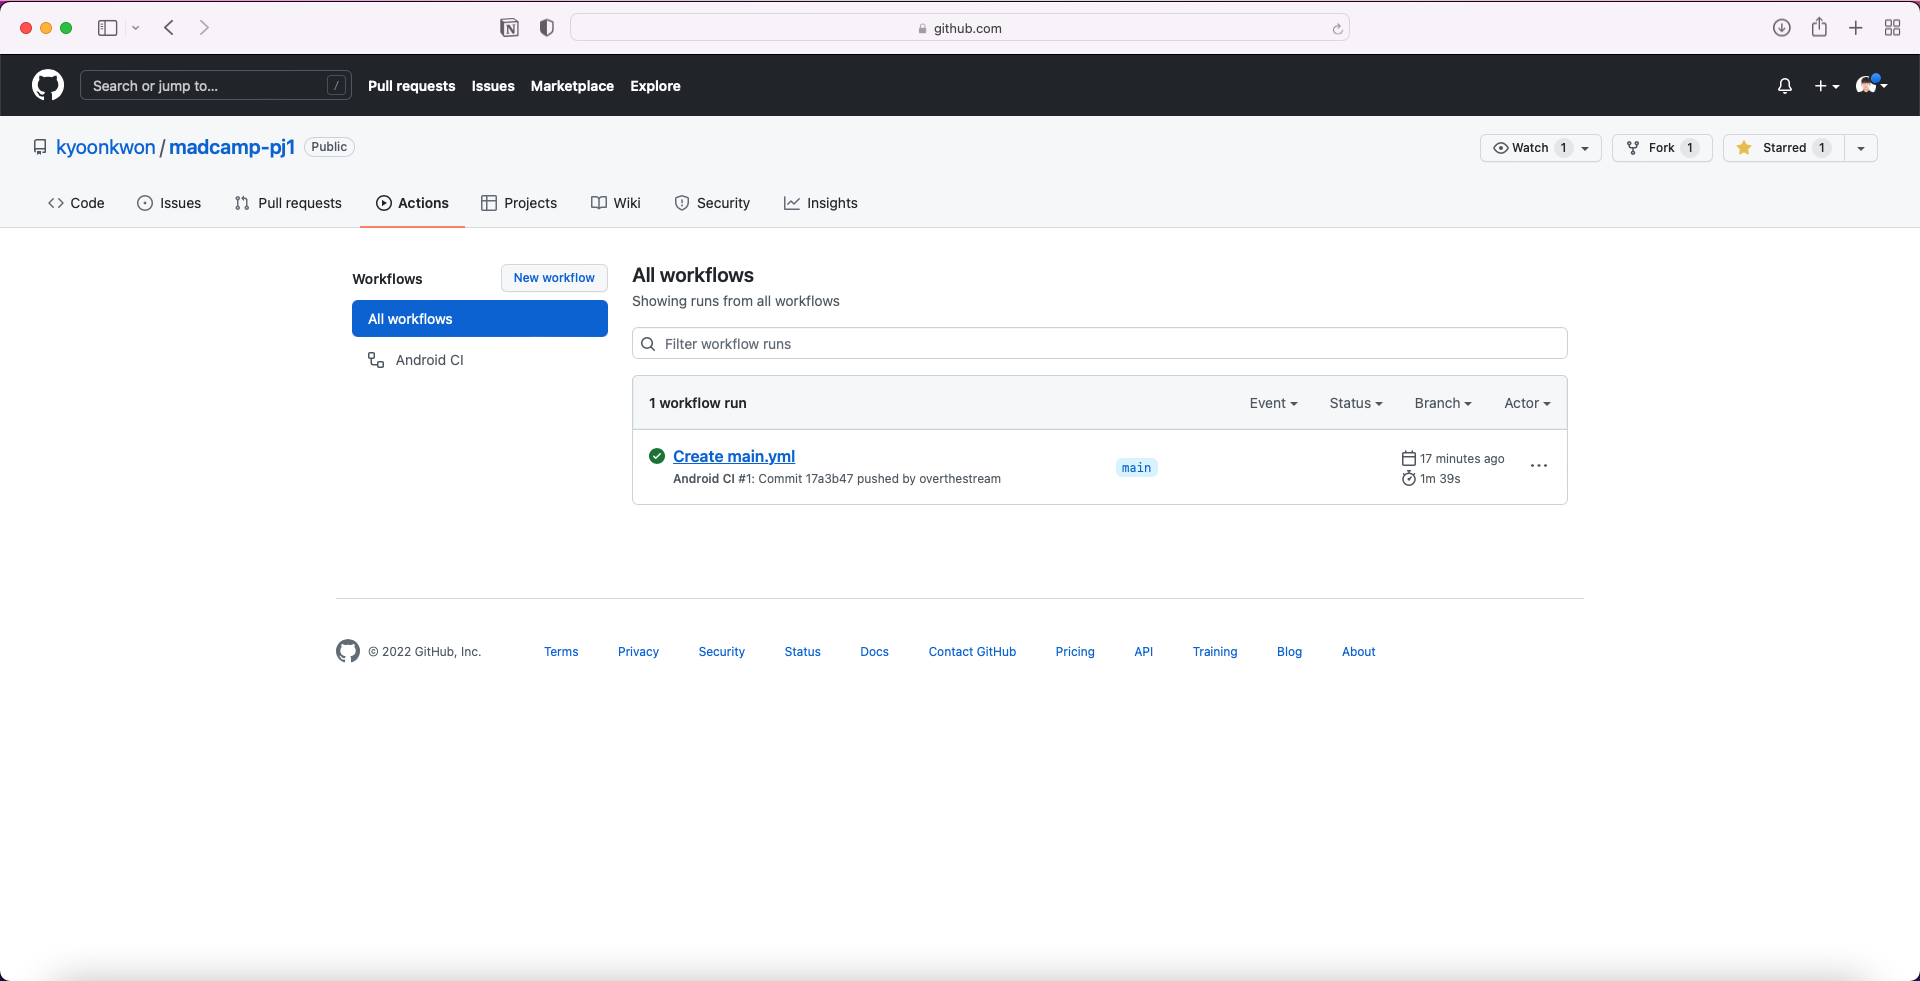 github.com
Search or jump to... /
Pull requests
Issues
Marketplace
Explore
kyoonkwon / madcamp-pj1 Public
Watch 1
Fork 1
Starred 1
Code
Issues
Pull requests
Actions
Projects
Wiki
Security
Insights
Workflows
New workflow
All workflows
Android CI
All workflows
Showing runs from all workflows
Filter workflow runs
1 workflow run
Event
Status
Branch
Actor
Create main.yml
Android CI #1: Commit 17a3b47 pushed by overthestream
main
17 minutes ago
1m 39s
© 2022 GitHub, Inc.
Terms
Privacy
Security
Status
Docs
Contact GitHub
Pricing
API
Training
Blog
About